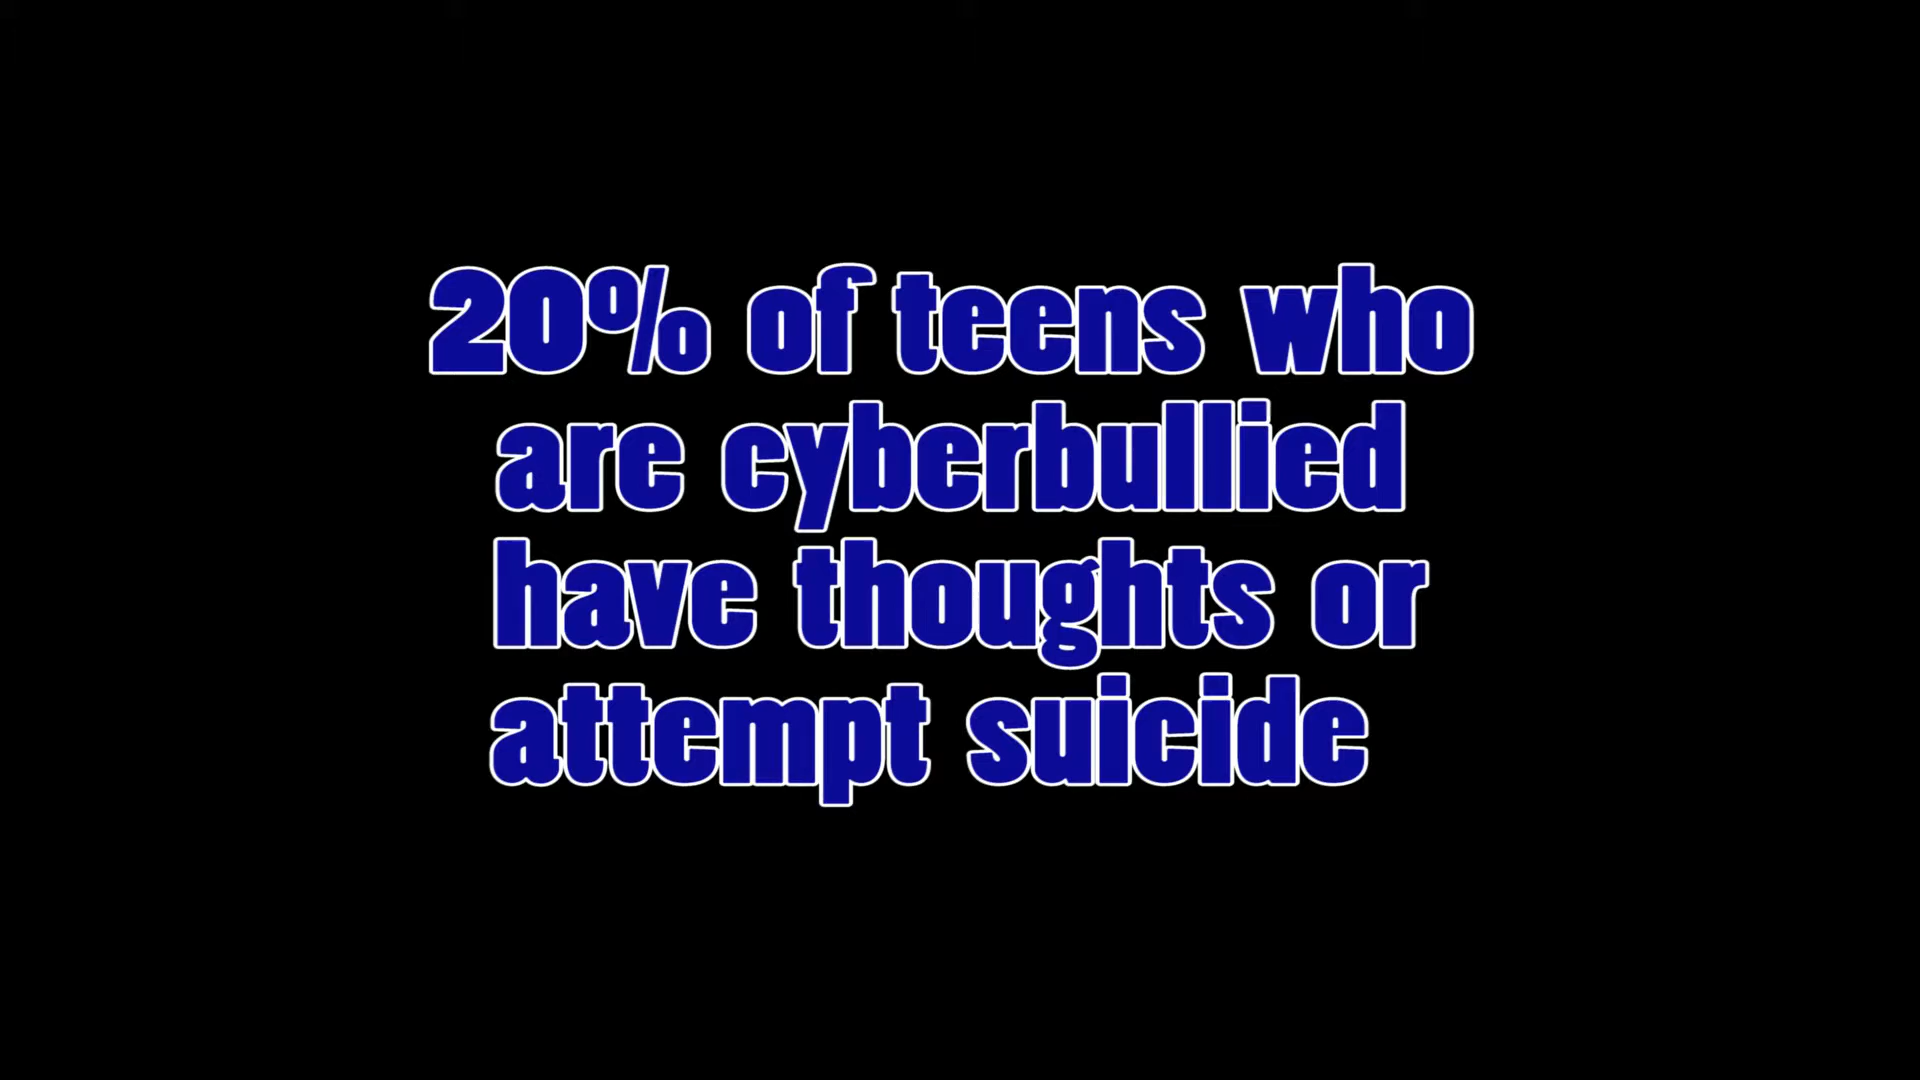 20% of teens who
are cyberbullied
have thoughts or
attempt suicide